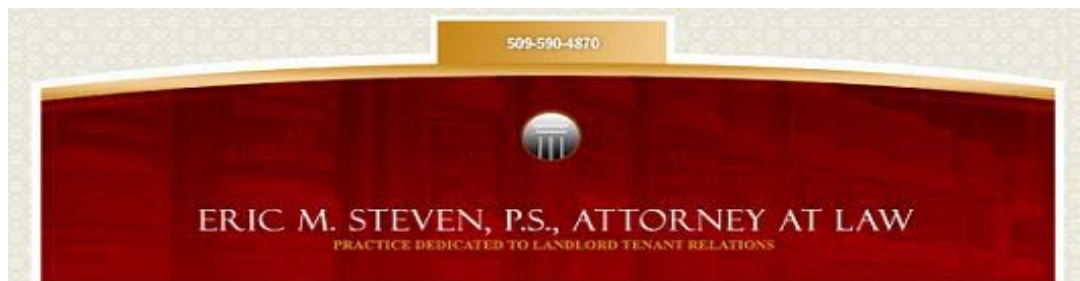 509-590-4870
ERIC M. STEVEN, P.S., ATTORNEY AT LAW
PRACTICE DEDICATED TO LANDLORD TENANT RELATIONS